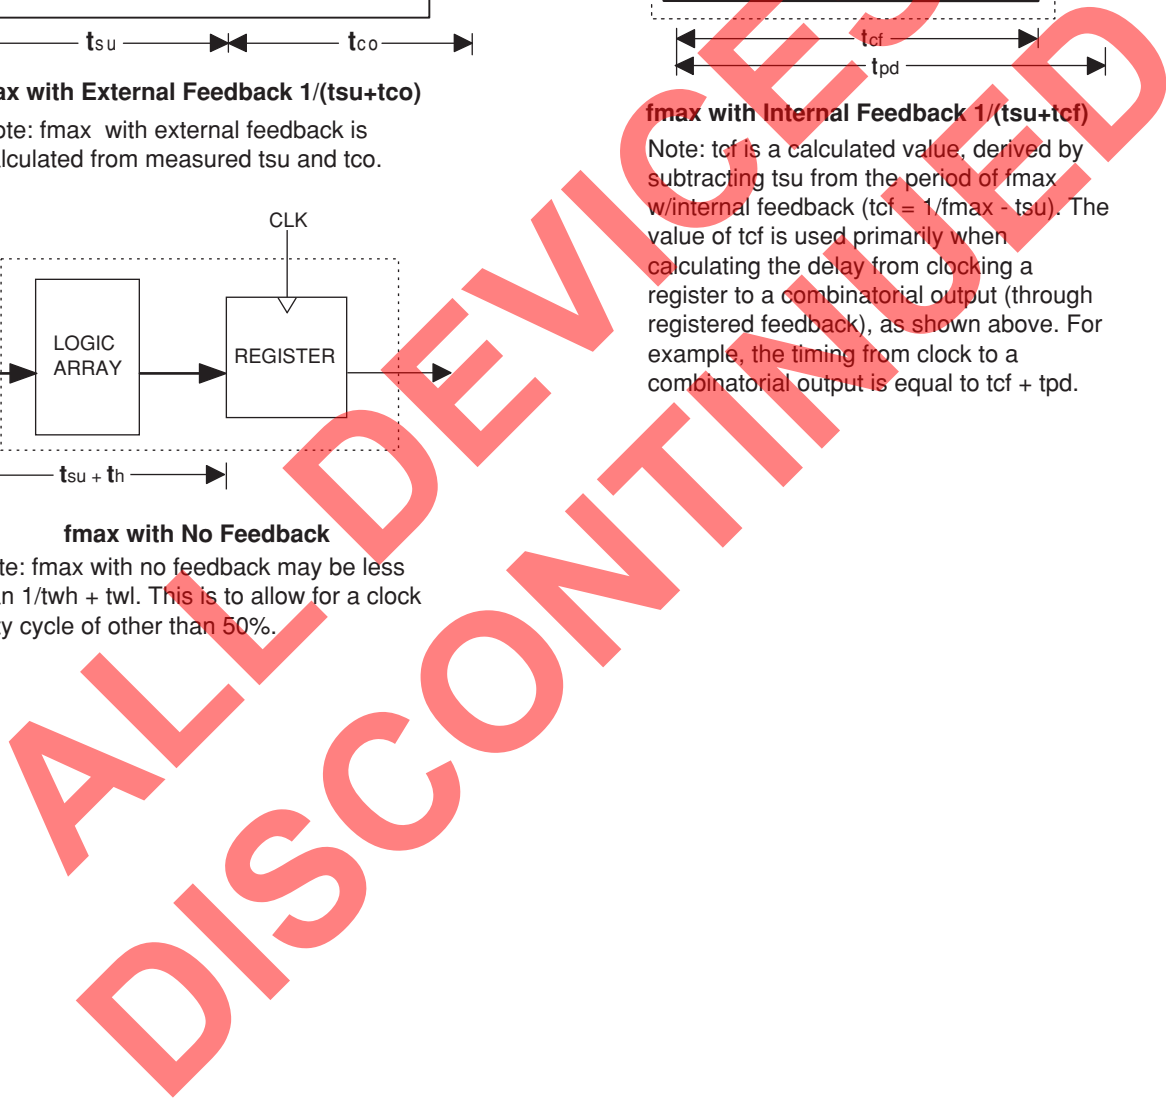 tsu
tco
ax with External Feedback 1/(tsu+tco)
ote: fmax with external feedback is
alculated from measured tsu and tco.
CLK
LOGIC
ARRAY
REGISTER
tsu + th
fmax with No Feedback
te: fmax with no feedback may be less
an 1/twh + twl. This is to allow for a clock
ty cycle of other than 50%.
tcf
tpd
fmax with Internal Feedback 1/(tsu+tcf)
Note: tcf is a calculated value, derived by
subtracting tsu from the period of fmax
w/internal feedback (tcf = 1/fmax - tsu). The
value of tcf is used primarily when
calculating the delay from clocking a
register to a combinatorial output (through
registered feedback), as shown above. For
example, the timing from clock to a
combinatorial output is equal to tcf + tpd.
ALL DEVICES
DISCONTINUED